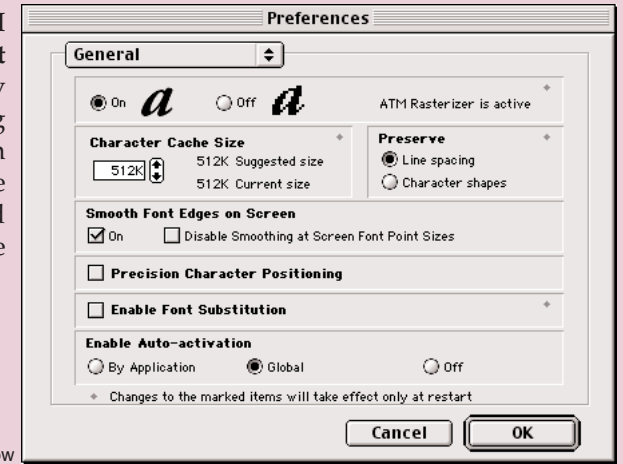 Preferences
General
On a Off a ATM Rasterizer is active
Character Cache Size
512K 512K Suggested size
512K Current size
Preserve
Line spacing
Character shapes
Smooth Font Edges on Screen
On Disable Smoothing at Screen Font Point Sizes
Precision Character Positioning
Enable Font Substitution
Enable Auto-activation
By Application Global Off
Changes to the marked items will take effect only at restart
Cancel OK